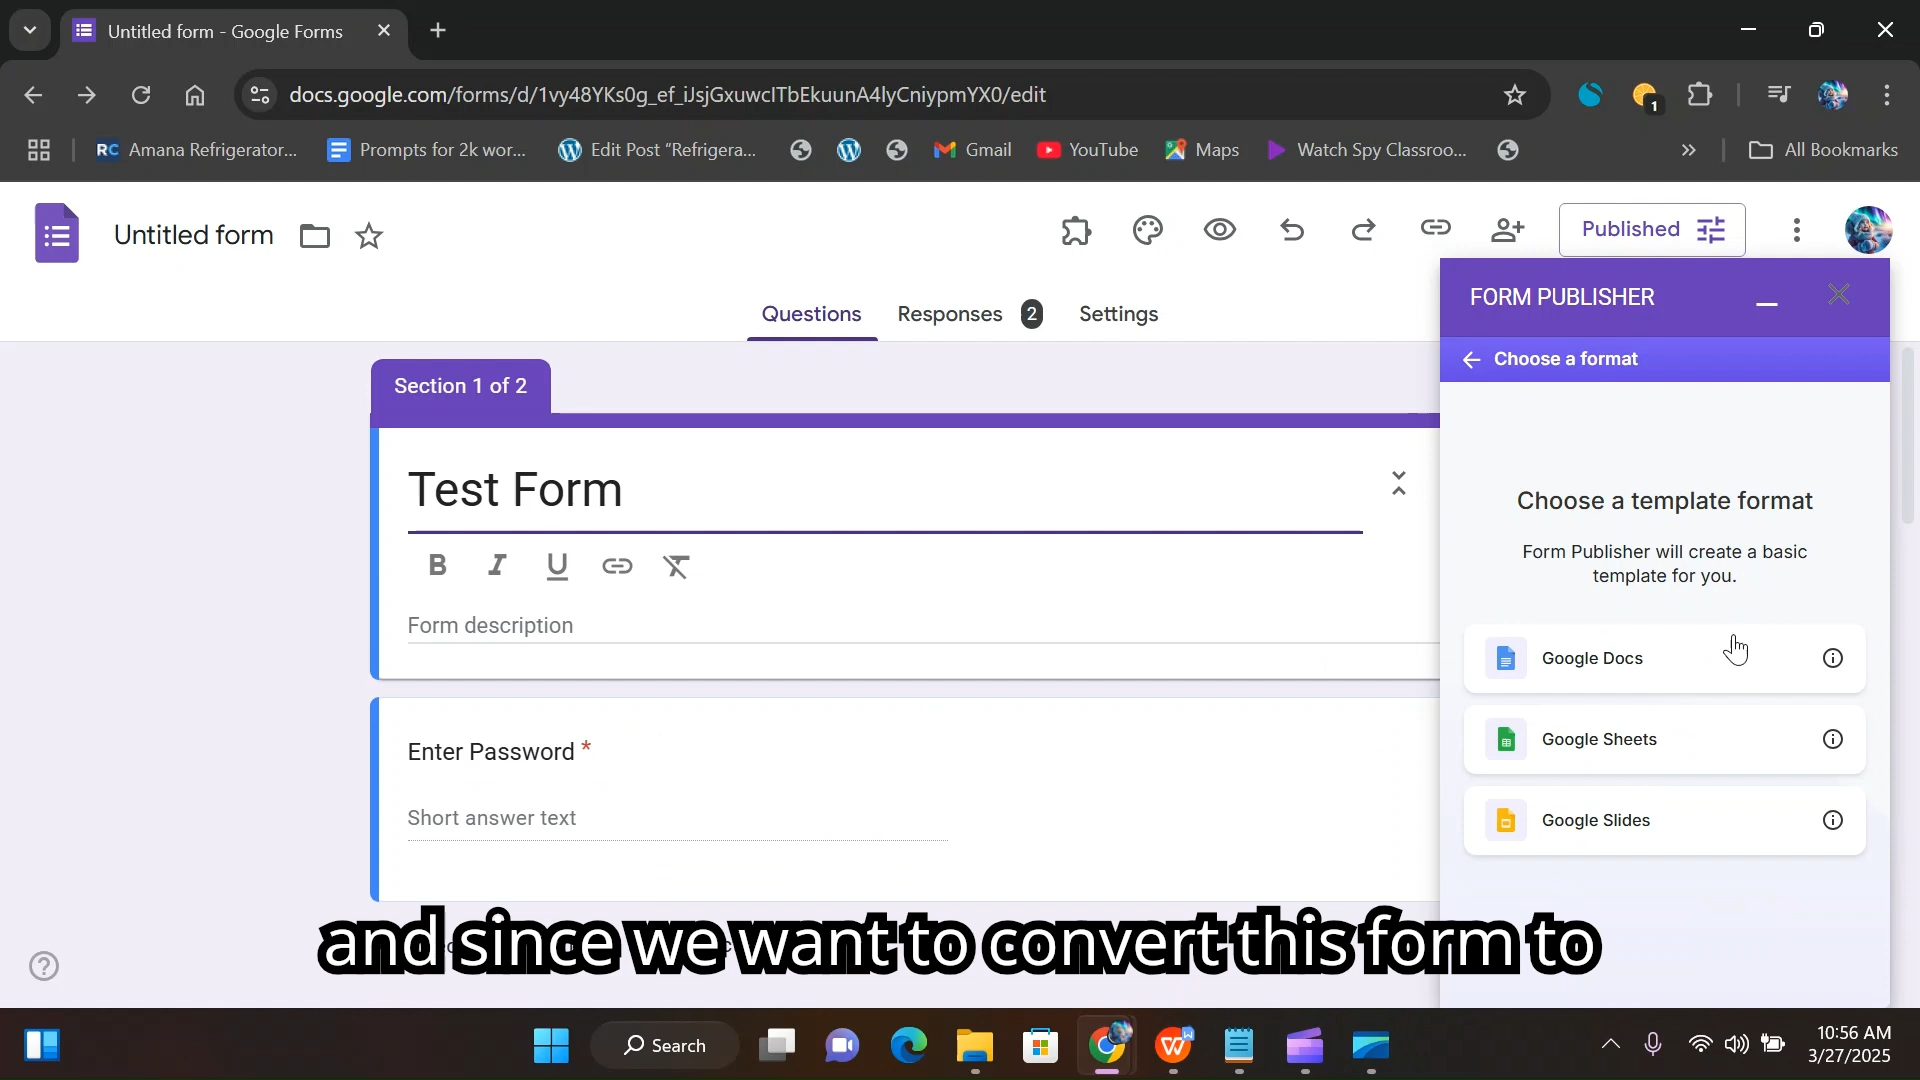 Untitled form - Google Forms
docs.google.com/forms/d/1vy48YKs0g_ef_iJsjGxuwcITbEkuunA4lyCniypmYX0/edit
1
RC Amana Refrigerator...
Prompts for 2k wor...
Edit Post "Refrigera...
Gmail
YouTube
Maps
Watch Spy Classroo...
All Bookmarks
Untitled form
Published
Questions
Responses 2
Settings
FORM PUBLISHER
Choose a format
Section 1 of 2
Test Form
B I U
Form description
Enter Password *
Short answer text
Choose a template format
Form Publisher will create a basic
template for you.
Google Docs
Google Sheets
Google Slides
and since we want to convert this form to
Search
10:56 AM
3/27/2025